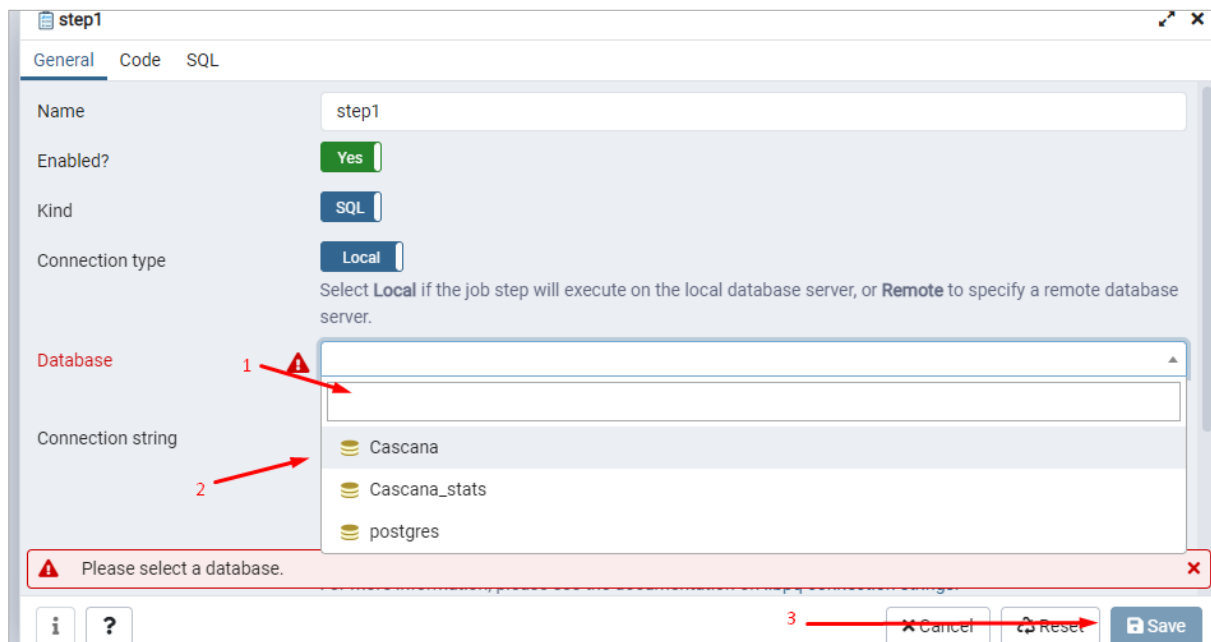 step1
General Code SQL
Name step1
Enabled? Yes
Kind SQL
Connection type Local
Select Local if the job step will execute on the local database server, or Remote to specify a remote database
server.
Database 1
Connection string
Cascana
2
Cascana_stats
postgres
Please select a database.
3
i ? Cancel Reset Save